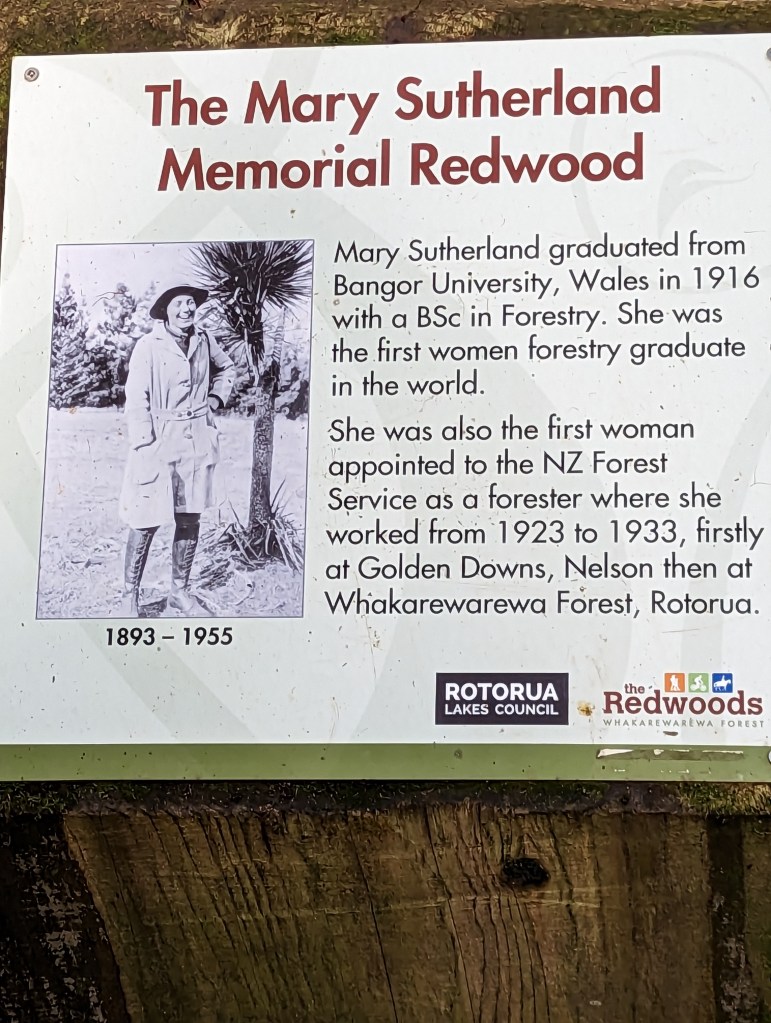 The Mary Sutherland
Memorial Redwood
Mary Sutherland graduated from
Bangor University, Wales in 1916
with a BSc in Forestry. She was
the first women forestry graduate
in the world.
She was also the first woman
appointed to the NZ Forest
Service as a forester where she
worked from 1923 to 1933, firstly
at Golden Downs, Nelson then at
Whakarewarewa Forest, Rotorua.
1893 – 1955
ROTORUA
LAKES COUNCIL
the
Redwoods
WHAKAREWAREWA FOREST